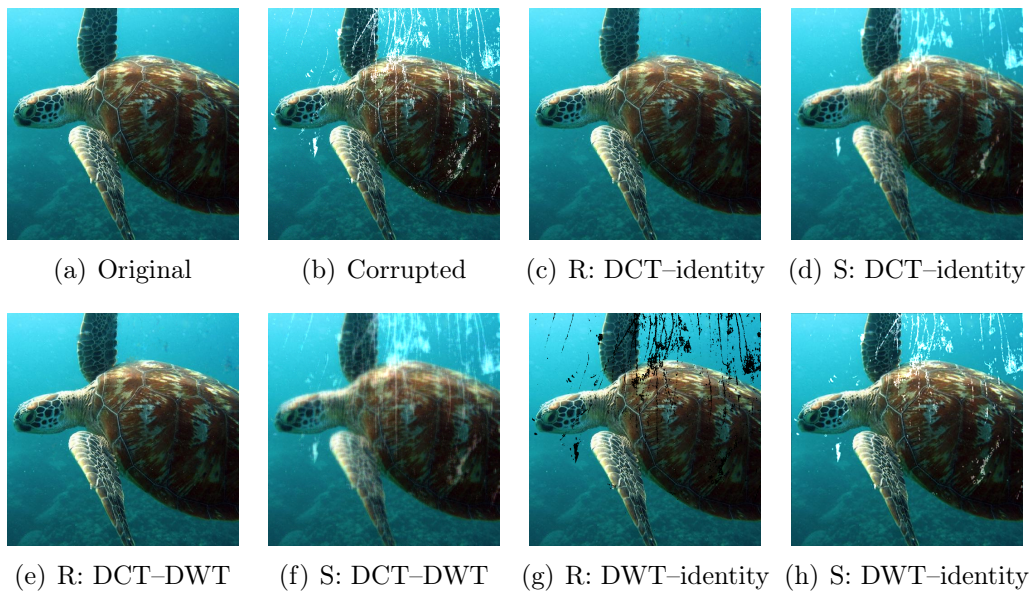 (a) Original
(b) Corrupted
(c) R: DCT–identity
(d) S: DCT–identity
(e) R: DCT–DWT
(f) S: DCT–DWT
(g) R: DWT–identity
(h) S: DWT–identity